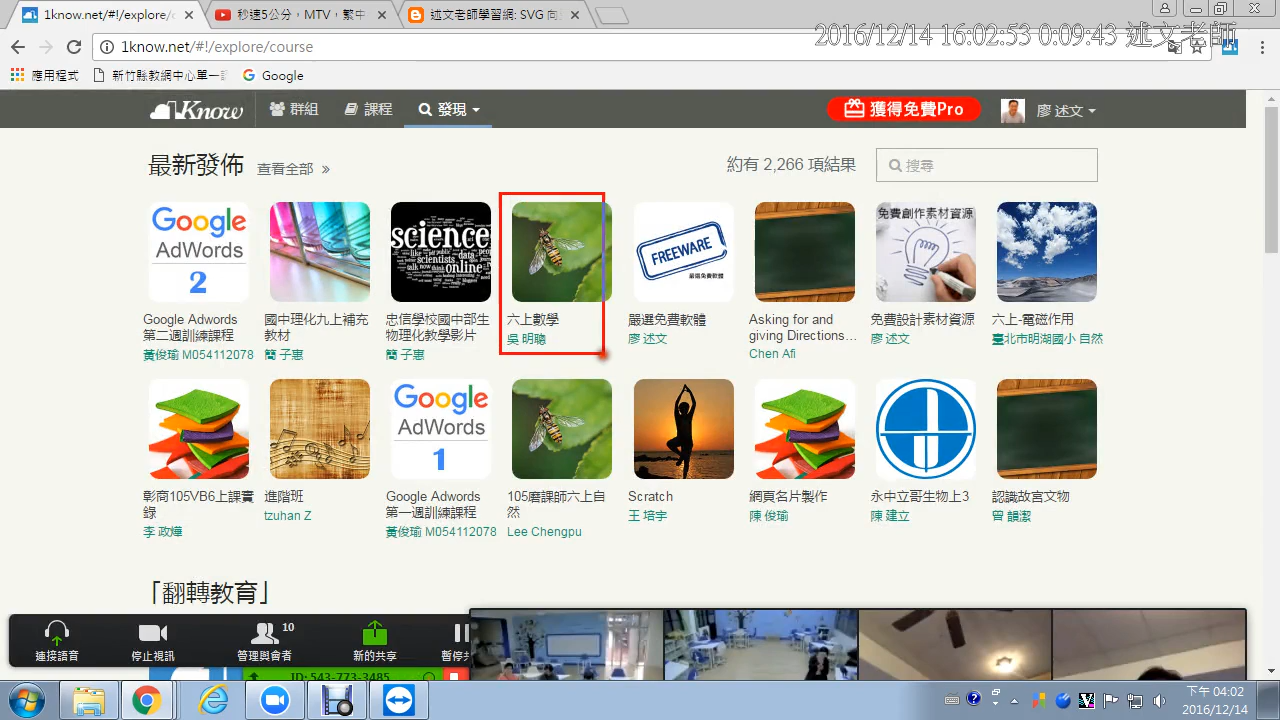 1know.net/#!/explore/c
秒速5公分，MTV，繁中
述文老師學習網: SVG 向
1know.net/#!/explore/course
2016/12/14 16:02:53 0:09:43 述文老師
應用程式
新竹縣教網中心單一
Google
1Know
群組
課程
發現
獲得免費Pro
廖 述文
最新發佈
查看全部 »
約有 2,266 項結果
搜尋
Google
AdWords
2
science
FREEWARE
嚴選免費軟體
免費創作素材資源
Google Adwords
第二週訓練課程
黃俊瑜 M054112078
國中理化九上補充
教材
簡 子惠
忠信學校國中部生
物理化教學影片
簡 子惠
六上數學
吳 明聰
嚴選免費軟體
廖 述文
Asking for and
giving Directions...
Chen Afi
免費設計素材資源
廖 述文
六上-電磁作用
臺北市明湖國小 自然
Google
AdWords
1
彰商105VB6上課實
錄
李 政燁
進階班
tzuhan Z
Google Adwords
第一週訓練課程
黃俊瑜 M054112078
105磨課師六上自
然
Lee Chengpu
Scratch
王 培宇
網頁名片製作
陳 俊瑜
永中立哥生物上3
陳 建立
認識故宮文物
曾 韻潔
「翻轉教育」
連接語音
停止視訊
10
管理與會者
新的共享
暫停共
ID: 543-773-3485
下午 04:02
2016/12/14